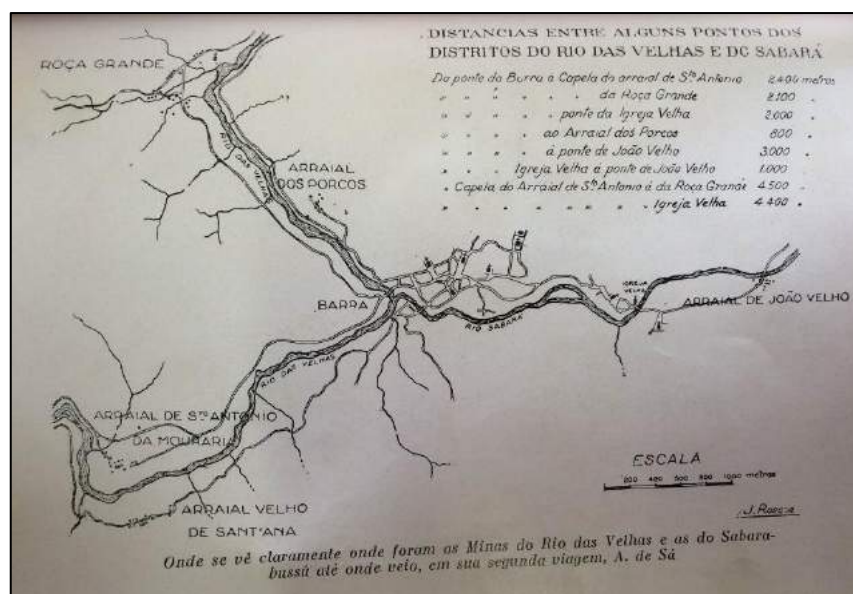 DISTANCIAS ENTRE ALGUNS PONTOS DOS
DISTRITOS DO RIO DAS VELHAS E DO SABARÁ
Da ponte da Barra á Capela do arraial de Sto Antonio 2.400 metros
" " " " " da Roça Grande 2.100 "
" " " " ponte da Igreja Velha 2.000 "
" " " ao Arraial dos Porcos 800 "
" " " á ponte de João Velho 3.000 "
" " Igreja Velha á ponte de João Velho 1.000 "
" Capela do Arraial de Sto Antonio á da Roça Grande 4.500 "
" " " " " " " Igreja Velha 4.400 "
ROÇA GRANDE
RIO DAS VELHAS
ARRAIAL
DOS PORCOS
BARRA
RIO SABARÁ
IGREJA
VELHA
ARRAIAL DE JOÃO VELHO
RIO DAS VELHAS
ARRAIAL DE STO ANTONIO
DA MOURARIA
ARRAIAL VELHO
DE SANT'ANA
ESCALA
200 400 600 800 1000 metros
Onde se vê claramente onde foram as Minas do Rio das Velhas e as do Sabara-
bussú até onde veio, em sua segunda viagem, A. de Sá